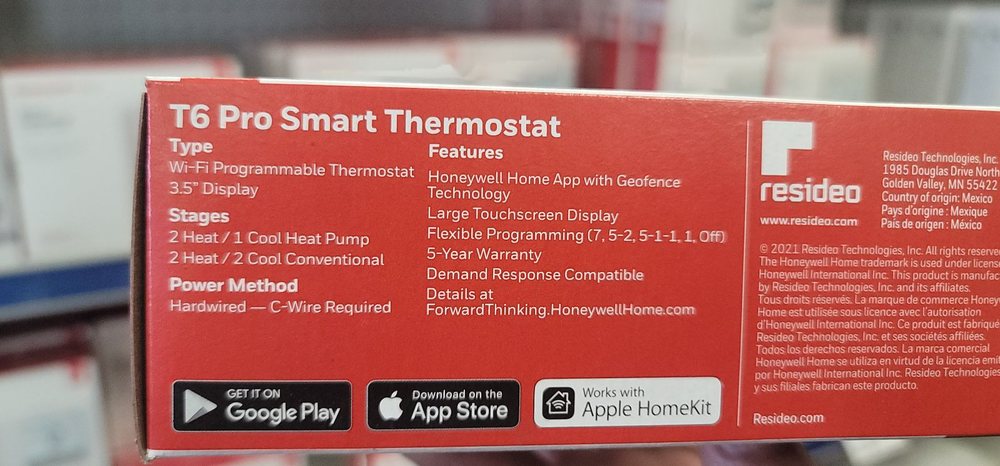 T6 Pro Smart Thermostat
Type
Wi-Fi Programmable Thermostat
3.5” Display
Stages
2 Heat / 1 Cool Heat Pump
2 Heat / 2 Cool Conventional
Power Method
Hardwired — C-Wire Required
Features
Honeywell Home App with Geofence
Technology
Large Touchscreen Display
Flexible Programming (7, 5-2, 5-1-1, 1, Off)
5-Year Warranty
Demand Response Compatible
Details at
ForwardThinking.HoneywellHome.com
GET IT ON
Google Play
Download on the
App Store
Works with
Apple HomeKit
resideo
www.resideo.com
Resideo Technologies, Inc.
1985 Douglas Drive North
Golden Valley, MN 55422
Country of origin: Mexico
Pays d'origine : Mexique
País de origen : México
© 2021 Resideo Technologies, Inc. All rights
The Honeywell Home trademark is used under
Honeywell International Inc. This product is
by Resideo Technologies, Inc. and its affiliates.
Tous droits réservés. La marque de commerce
Home est utilisée sous licence avec l'autorisation
d'Honeywell International Inc. Ce produit est
Resideo Technologies, Inc. et ses sociétés affiliées.
Todos los derechos reservados. La marca comercial
Honeywell Home se utiliza en virtud de la licencia
por Honeywell International Inc. Resideo Technologies
y sus filiales fabrican este producto.
Resideo.com